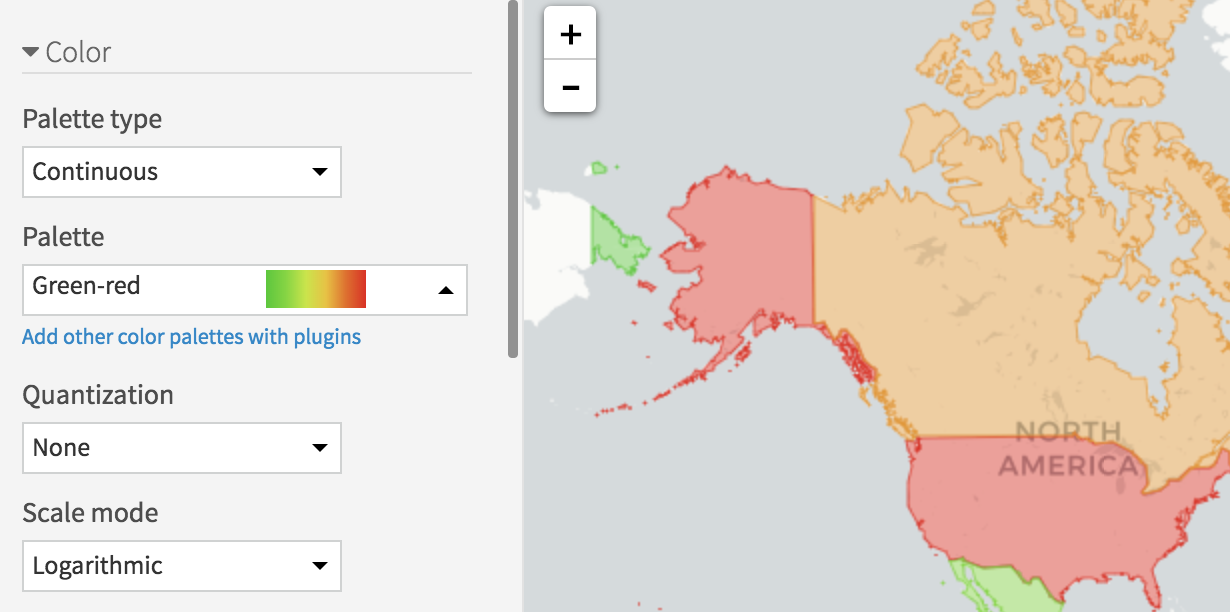 Color
Palette type
Continuous
Palette
Green-red
Add other color palettes with plugins
Quantization
None
Scale mode
Logarithmic
+
-
NORTH
AMERICA